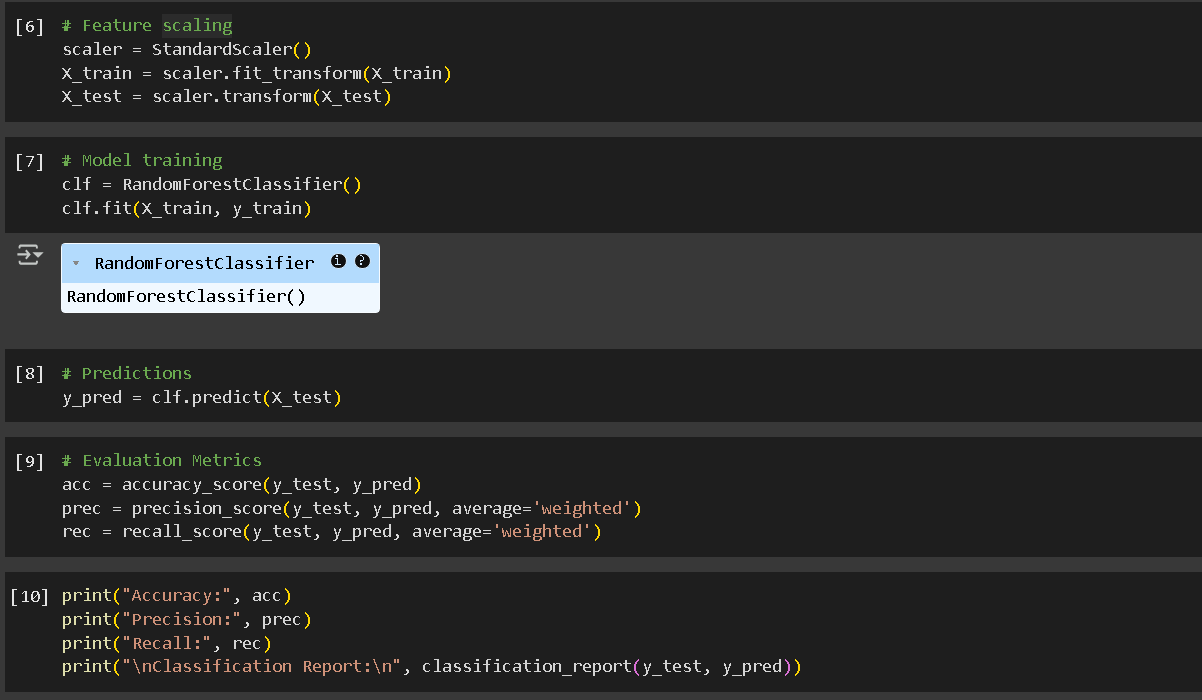 [6] # Feature scaling
scaler = StandardScaler()
X_train = scaler.fit_transform(X_train)
X_test = scaler.transform(X_test)
[7] # Model training
clf = RandomForestClassifier()
clf.fit(X_train, y_train)
RandomForestClassifier i ?
RandomForestClassifier()
[8] # Predictions
y_pred = clf.predict(X_test)
[9] # Evaluation Metrics
acc = accuracy_score(y_test, y_pred)
prec = precision_score(y_test, y_pred, average='weighted')
rec = recall_score(y_test, y_pred, average='weighted')
[10] print("Accuracy:", acc)
print("Precision:", prec)
print("Recall:", rec)
print("\nClassification Report:\n", classification_report(y_test, y_pred))